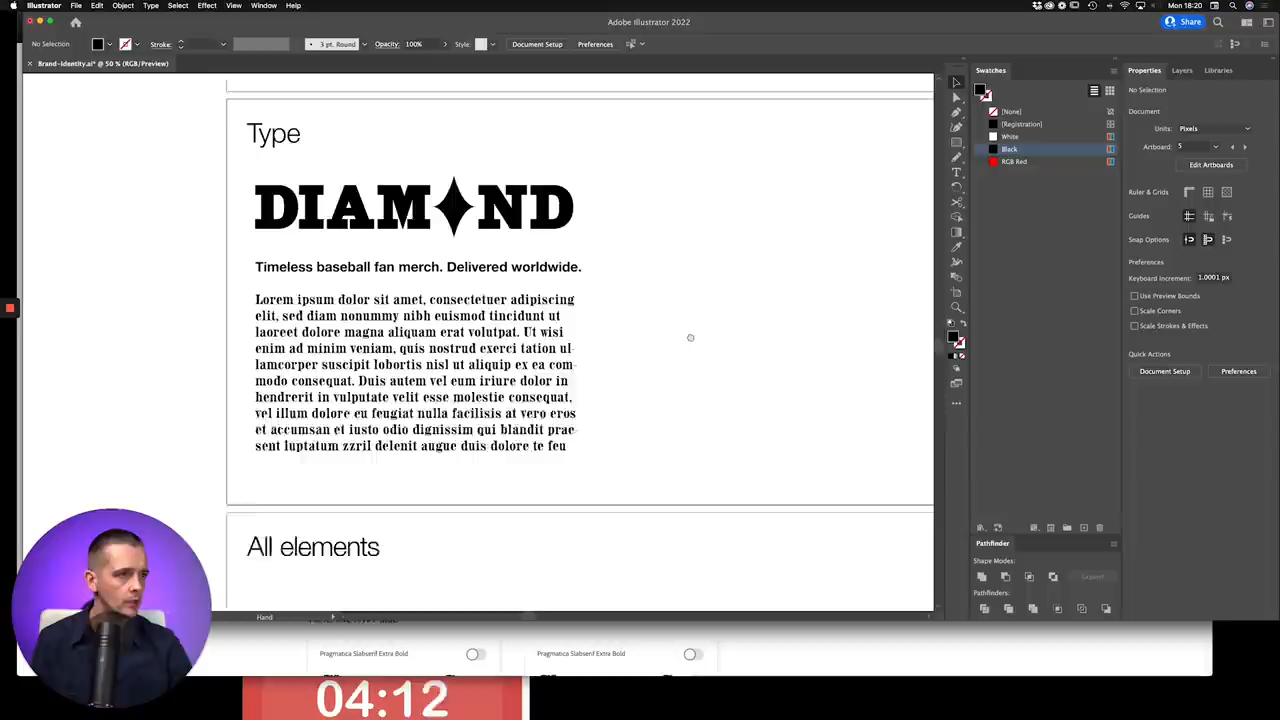 Illustrator File Edit Object Type Select Effect View Window Help
Mon 18:20
Adobe Illustrator 2022
Share
No Selection
Stroke:
3 pt. Round
Opacity: 100%
Style:
Document Setup
Preferences
Brand-Identity.ai* @ 50 % (RGB/Preview)
Type
DIAM♦ND
Timeless baseball fan merch. Delivered worldwide.
Lorem ipsum dolor sit amet, consectetuer adipiscing
elit, sed diam nonummy nibh euismod tincidunt ut
laoreet dolore magna aliquam erat volutpat. Ut wisi
enim ad minim veniam, quis nostrud exerci tation ul-
lamcorper suscipit lobortis nisl ut aliquip ex ea com-
modo consequat. Duis autem vel eum iriure dolor in
hendrerit in vulputate velit esse molestie consequat,
vel illum dolore eu feugiat nulla facilisis at vero eros
et accumsan et iusto odio dignissim qui blandit prae-
sent luptatum zzril delenit augue duis dolore te feu
All elements
Hand
Swatches
[None]
[Registration]
White
Black
RGB Red
Pathfinder
Shape Modes:
Expand
Pathfinders:
Properties
Layers
Libraries
No Selection
Document
Units:
Pixels
Artboard:
5
Edit Artboards
Ruler & Grids
Guides
Snap Options
Preferences
Keyboard Increment:
1.0001 px
Use Preview Bounds
Scale Corners
Scale Strokes & Effects
Quick Actions
Document Setup
Preferences
Pragmatica Slabserif Extra Bold
Pragmatica Slabserif Extra Bold
04:12